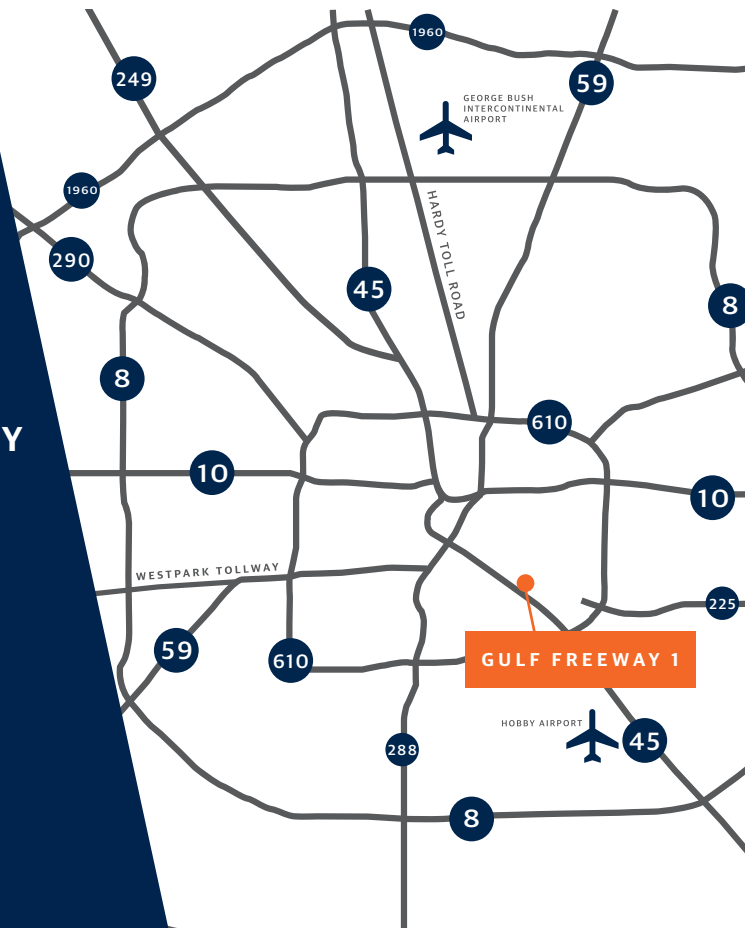 1960
249
59
GEORGE BUSH
INTERCONTINENTAL
AIRPORT
1960
HARDY TOLL ROAD
290
45
8
8
610
Y
10
10
WESTPARK TOLLWAY
225
59
610
GULF FREEWAY 1
HOBBY AIRPORT
45
288
8